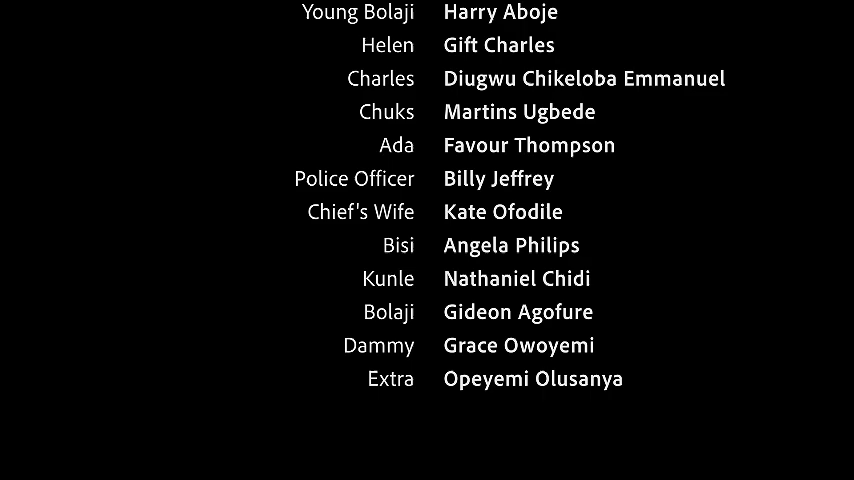 Young Bolaji Harry Aboje
Helen Gift Charles
Charles Diugwu Chikeloba Emmanuel
Chuks Martins Ugbede
Ada Favour Thompson
Police Officer Billy Jeffrey
Chief's Wife Kate Ofodile
Bisi Angela Philips
Kunle Nathaniel Chidi
Bolaji Gideon Agofure
Dammy Grace Owoyemi
Extra Opeyemi Olusanya